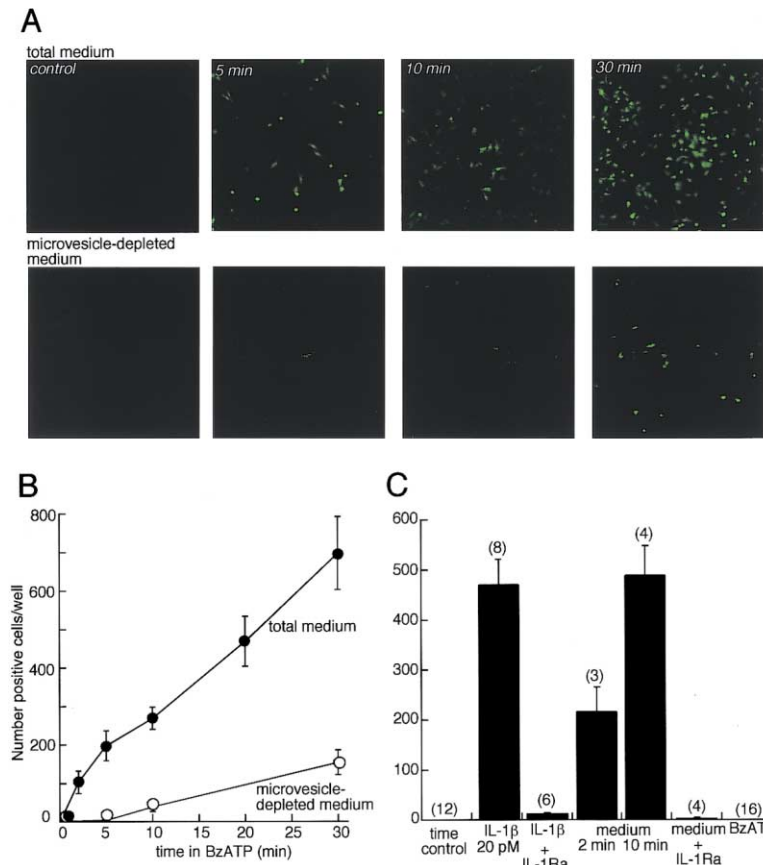 A
total medium
control
5 min
10 min
30 min
microvesicle-depleted
medium
B
Number positive cells/well
800
600
400
200
0
0
5
10
15
20
25
30
total medium
microvesicle-
depleted medium
time in BzATP (min)
C
600
500
400
300
200
100
0
(12)
(8)
(6)
(3)
(4)
(4)
(16)
time
control
IL-1β
20 pM
IL-1β
+
IL-1Ra
medium
2 min 10 min
medium
+
IL-1Ra
BzAT